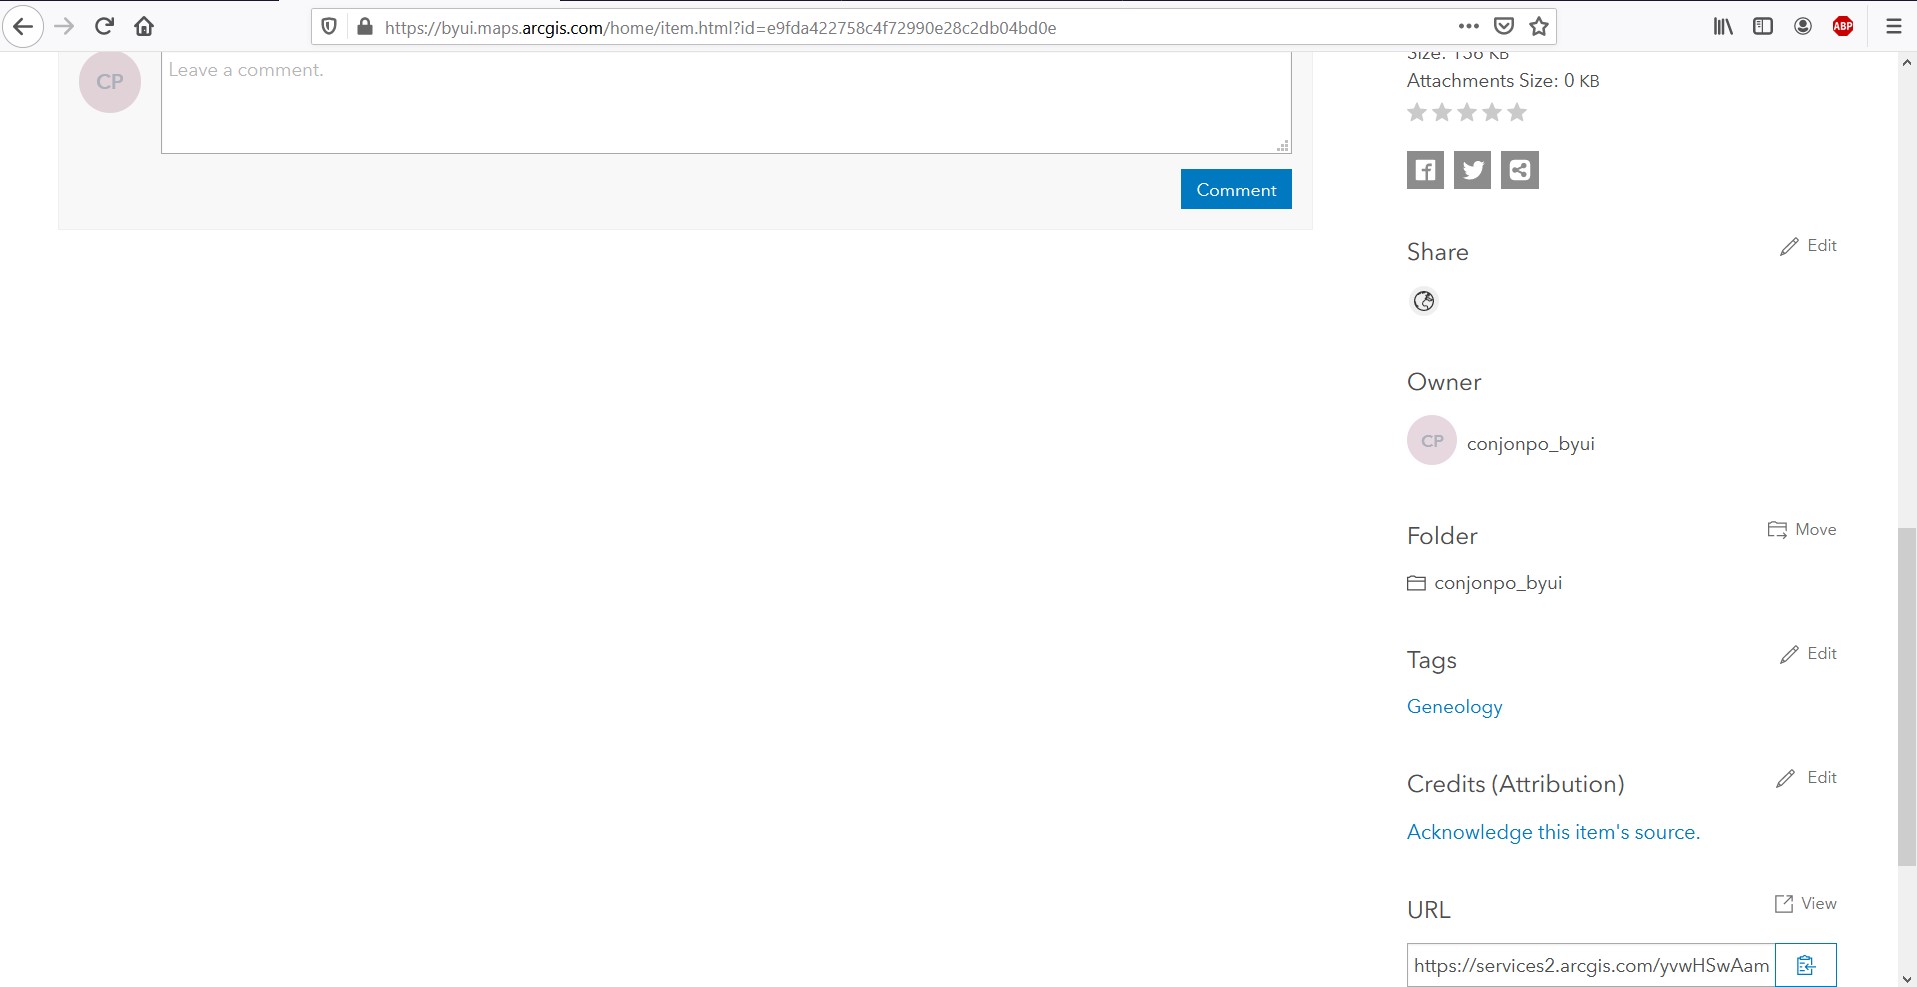 https://byui.maps.arcgis.com/home/item.html?id=e9fda422758c4f72990e28c2db04bd0e
ABP
CP
Leave a comment.
Comment
Size: 136 KB
Attachments Size: 0 KB
Share
Edit
Owner
CP
conjonpo_byui
Folder
Move
conjonpo_byui
Tags
Edit
Geneology
Credits (Attribution)
Edit
Acknowledge this item's source.
URL
View
https://services2.arcgis.com/yvwHSwAam